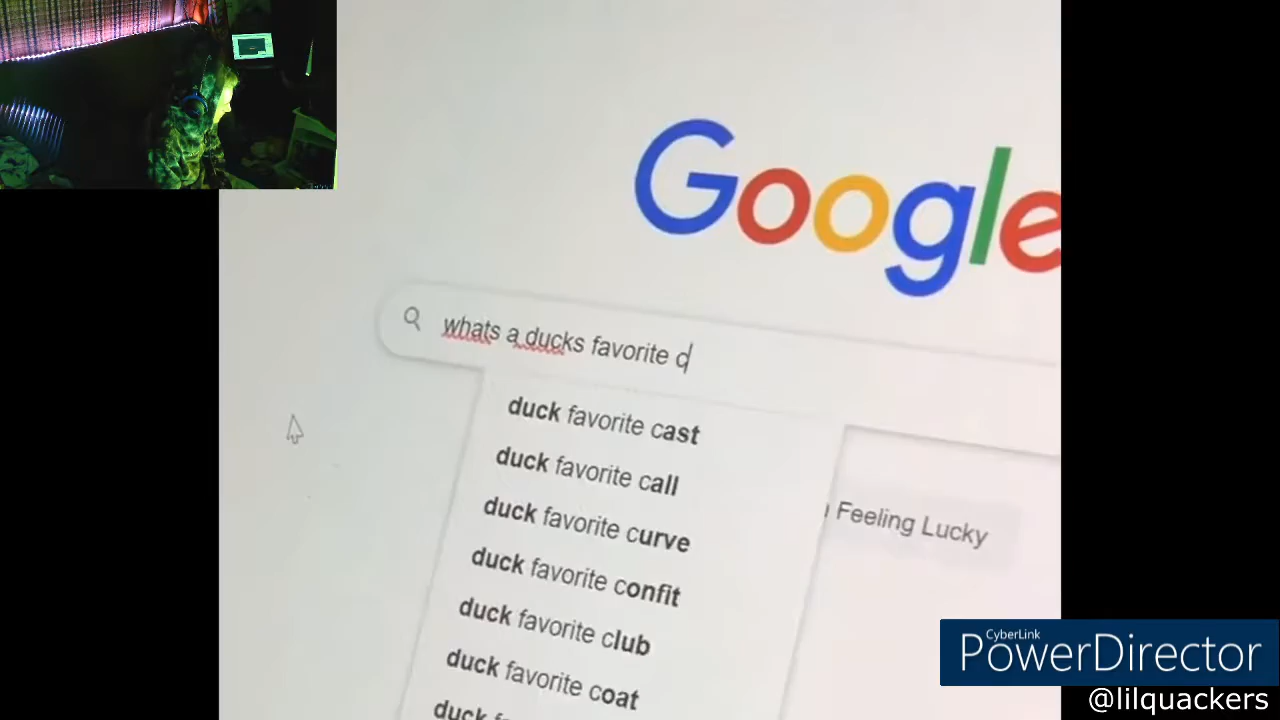 Google
whats a ducks favorite c
duck favorite cast
duck favorite call
duck favorite curve
Feeling Lucky
duck favorite confit
duck favorite club
duck favorite coat
duck
CyberLink
PowerDirector
@lilquackers